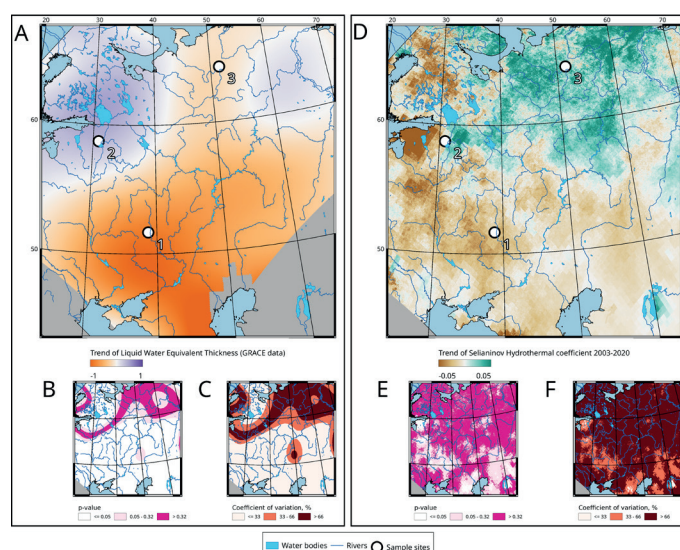 A
20 30 40 50 60 70
60
50
3
2
1
Trend of Liquid Water Equivalent Thickness (GRACE data)
-1 1
B
C
p-value
<= 0.05 0.05 - 0.32 > 0.32
Coefficient of variation, %
<= 33 33 - 66 > 66
D
20 30 40 50 60 70
60
50
3
2
1
Trend of Selianinov Hydrothermal coefficient 2003-2020
-0.05 0.05
E
F
p-value
<= 0.05 0.05 - 0.32 > 0.32
Coefficient of variation, %
<= 33 33 - 66 > 66
Water bodies Rivers Sample sites